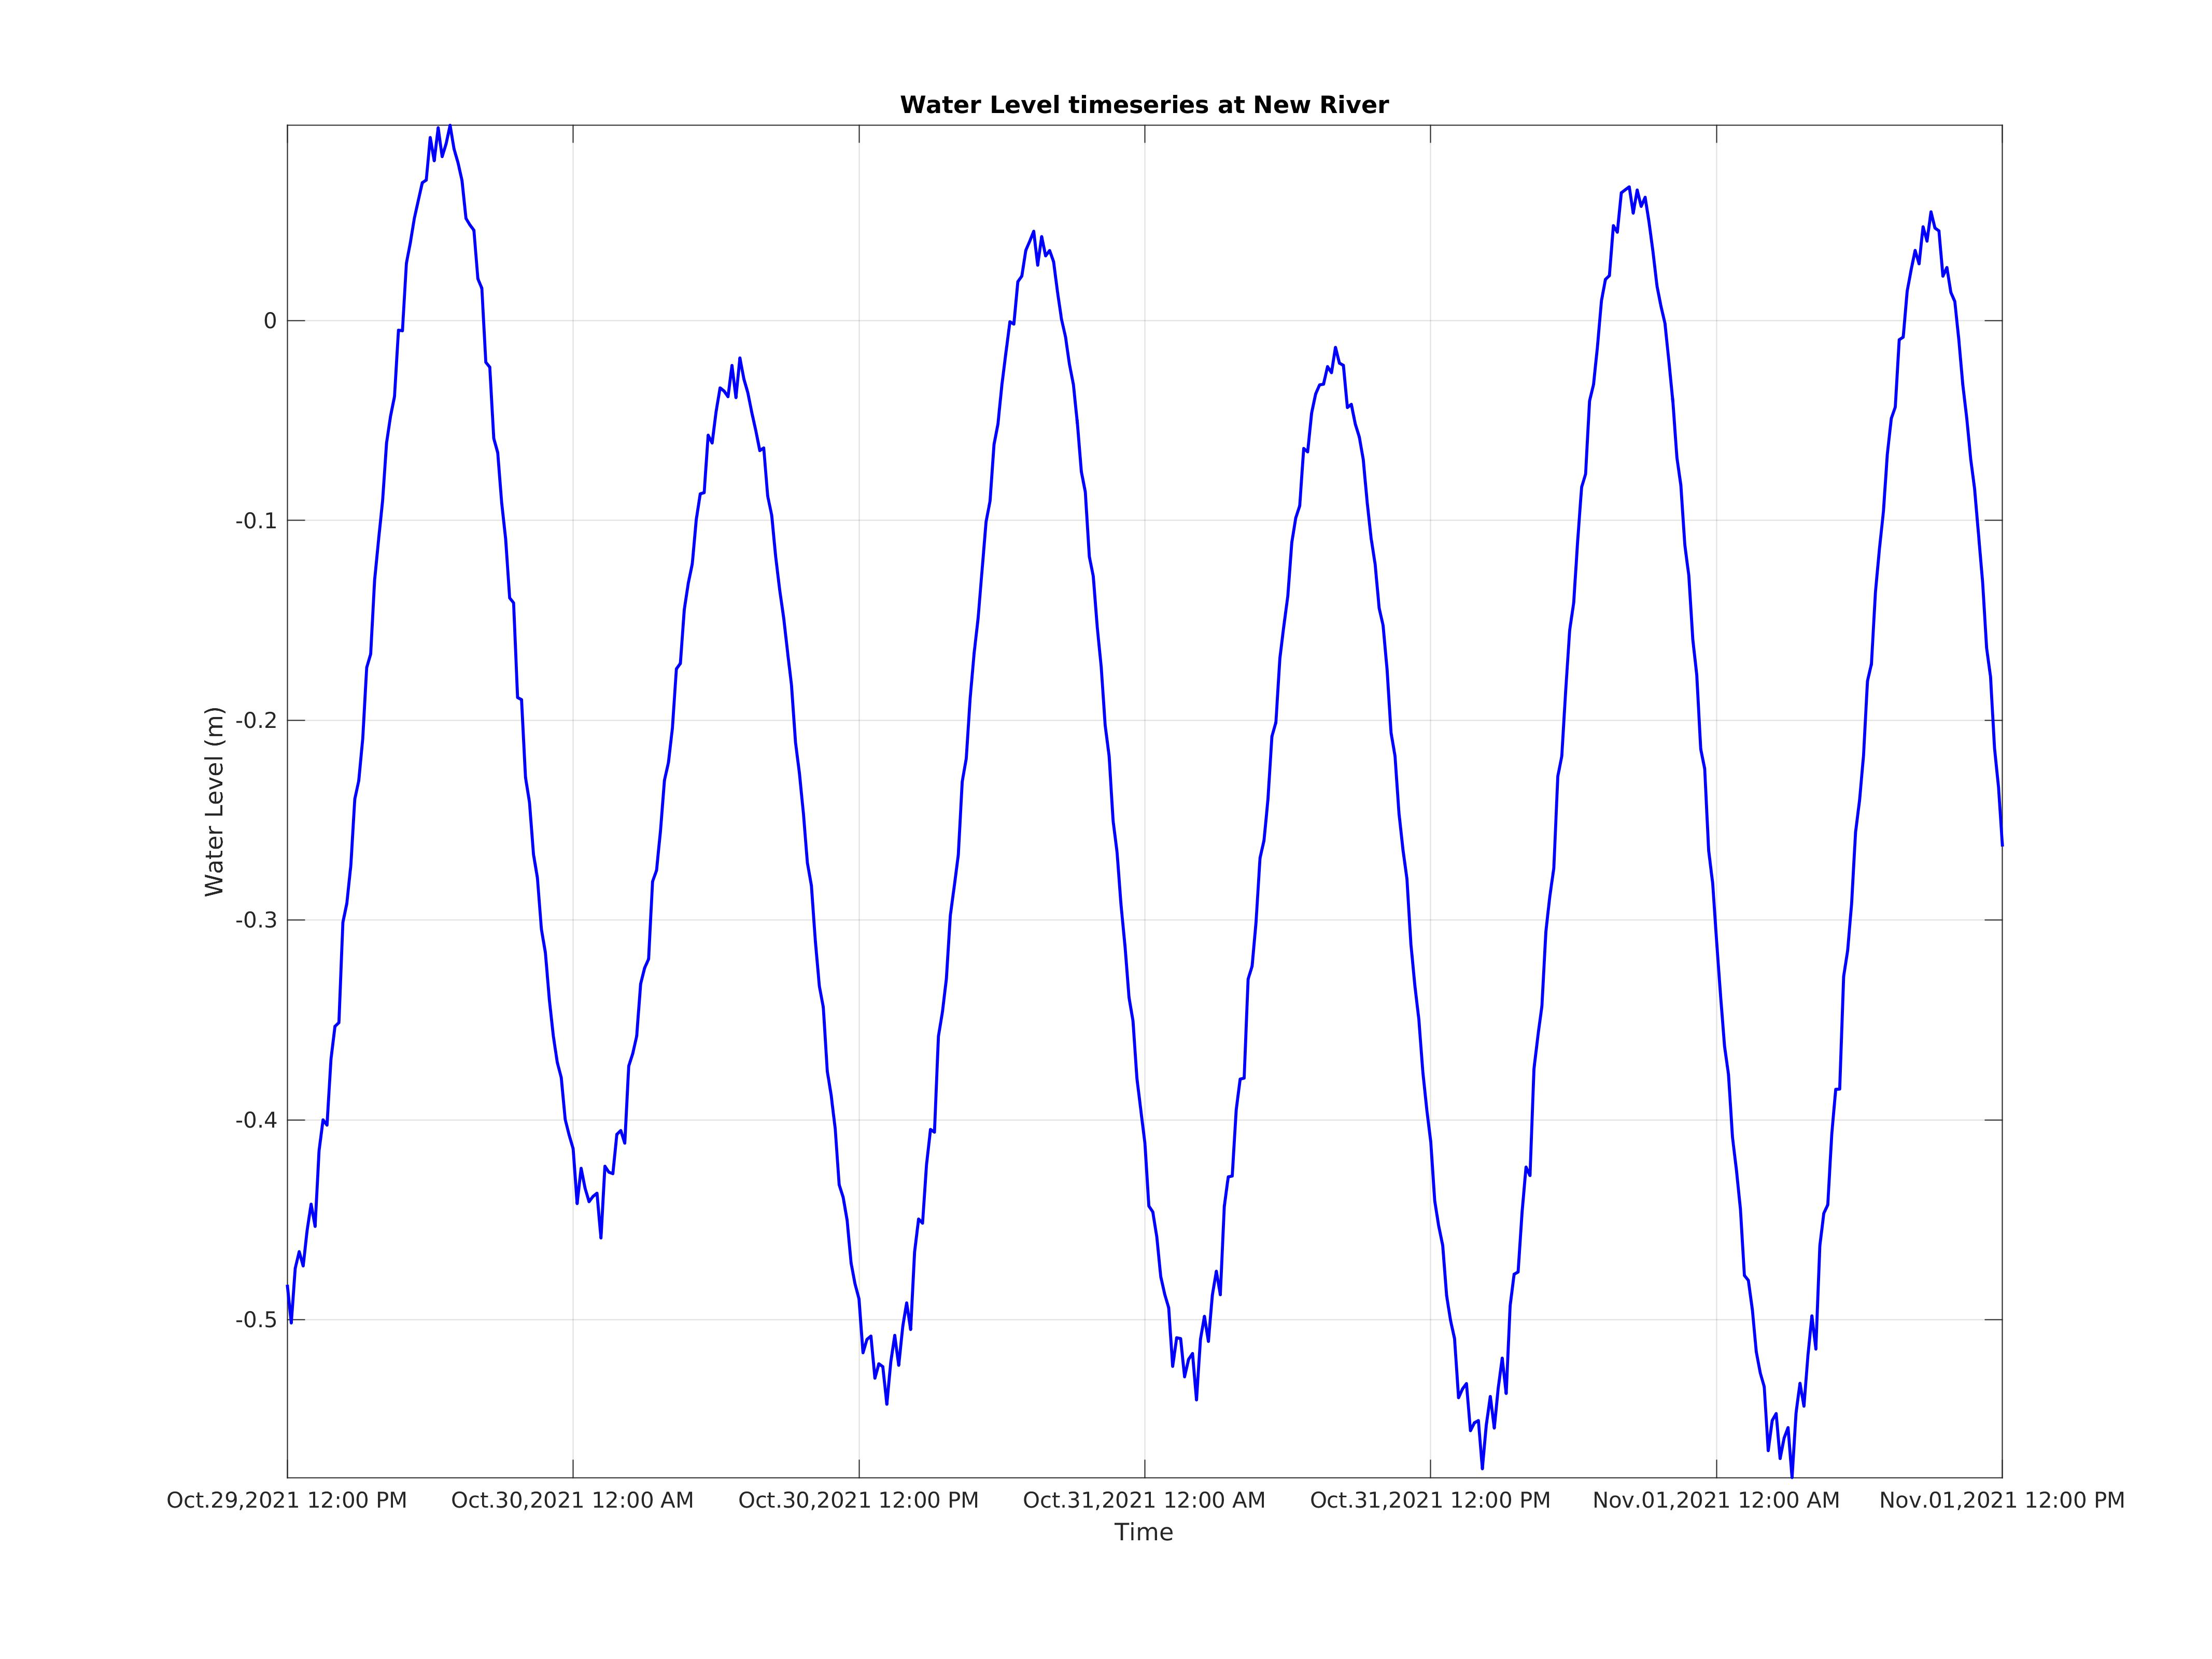 Water Level timeseries at New River
Water Level (m)
0
-0.1
-0.2
-0.3
-0.4
-0.5
Oct.29,2021 12:00 PM
Oct.30,2021 12:00 AM
Oct.30,2021 12:00 PM
Oct.31,2021 12:00 AM
Oct.31,2021 12:00 PM
Nov.01,2021 12:00 AM
Nov.01,2021 12:00 PM
Time